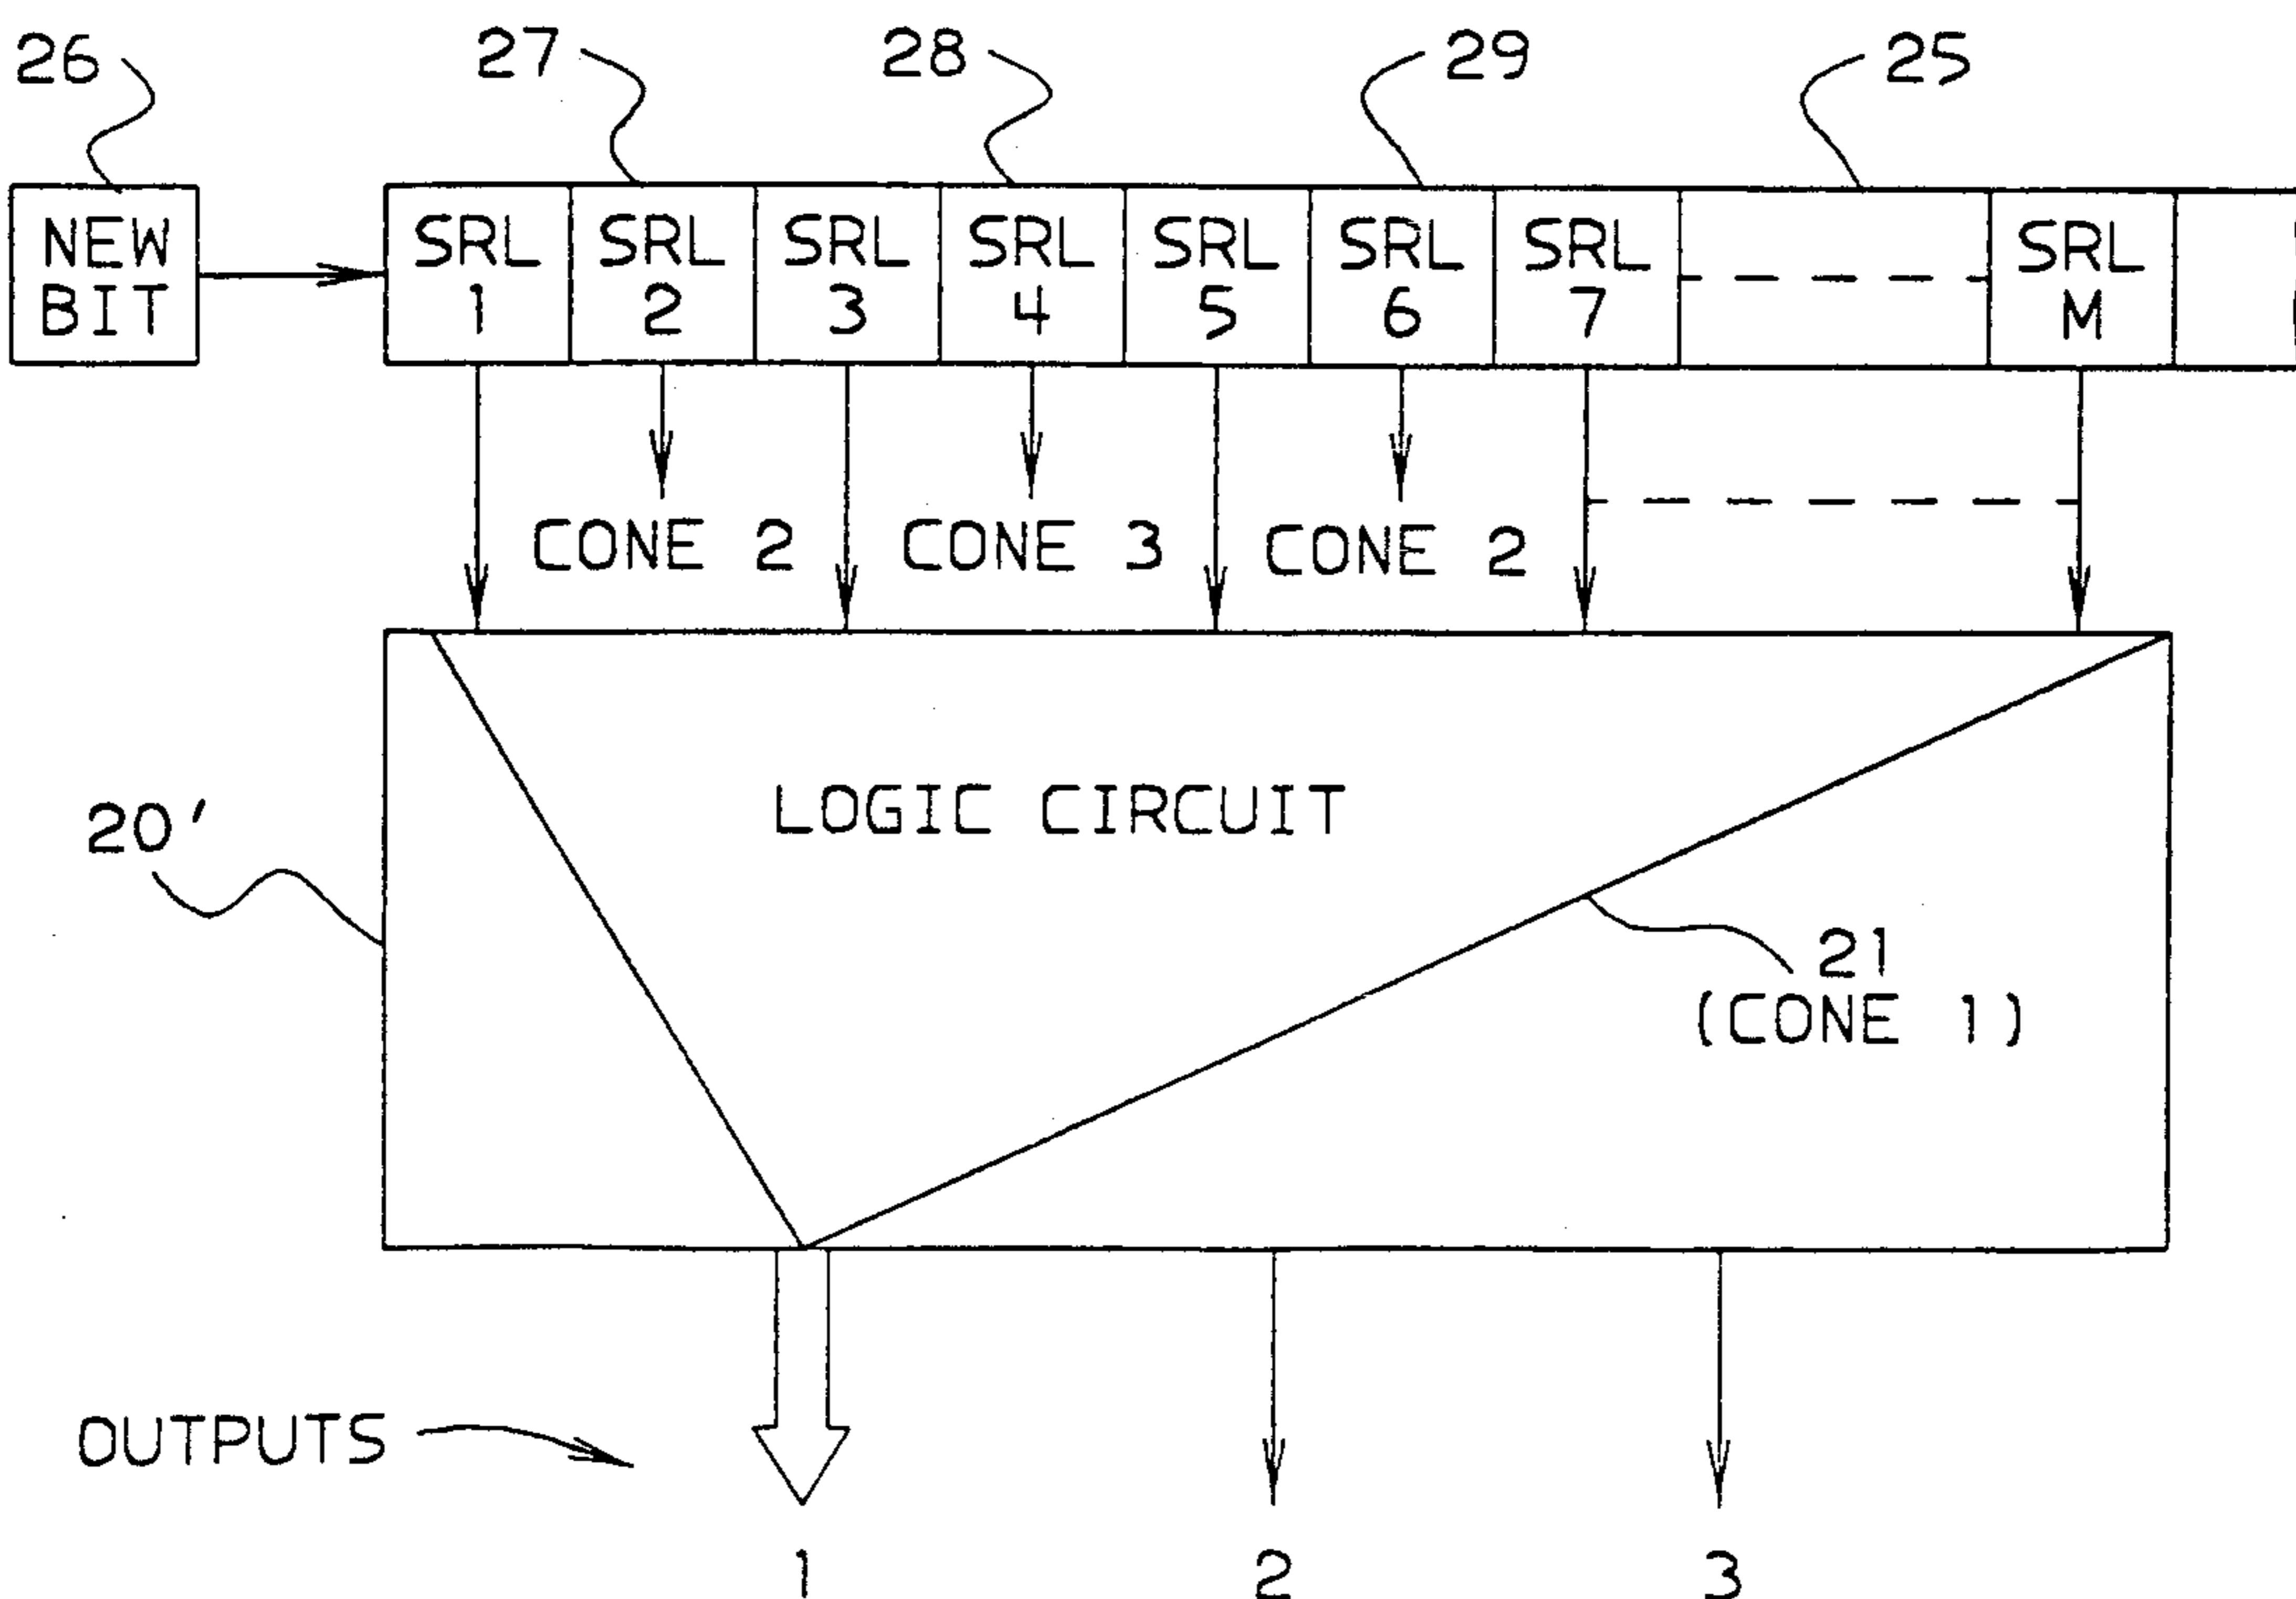 26 27 28 29 25
NEW BIT
SRL 1
SRL 2
SRL 3
SRL 4
SRL 5
SRL 6
SRL 7
SRL M
CONE 2 CONE 3 CONE 2
LOGIC CIRCUIT
20'
21
(CONE 1)
OUTPUTS
1 2 3